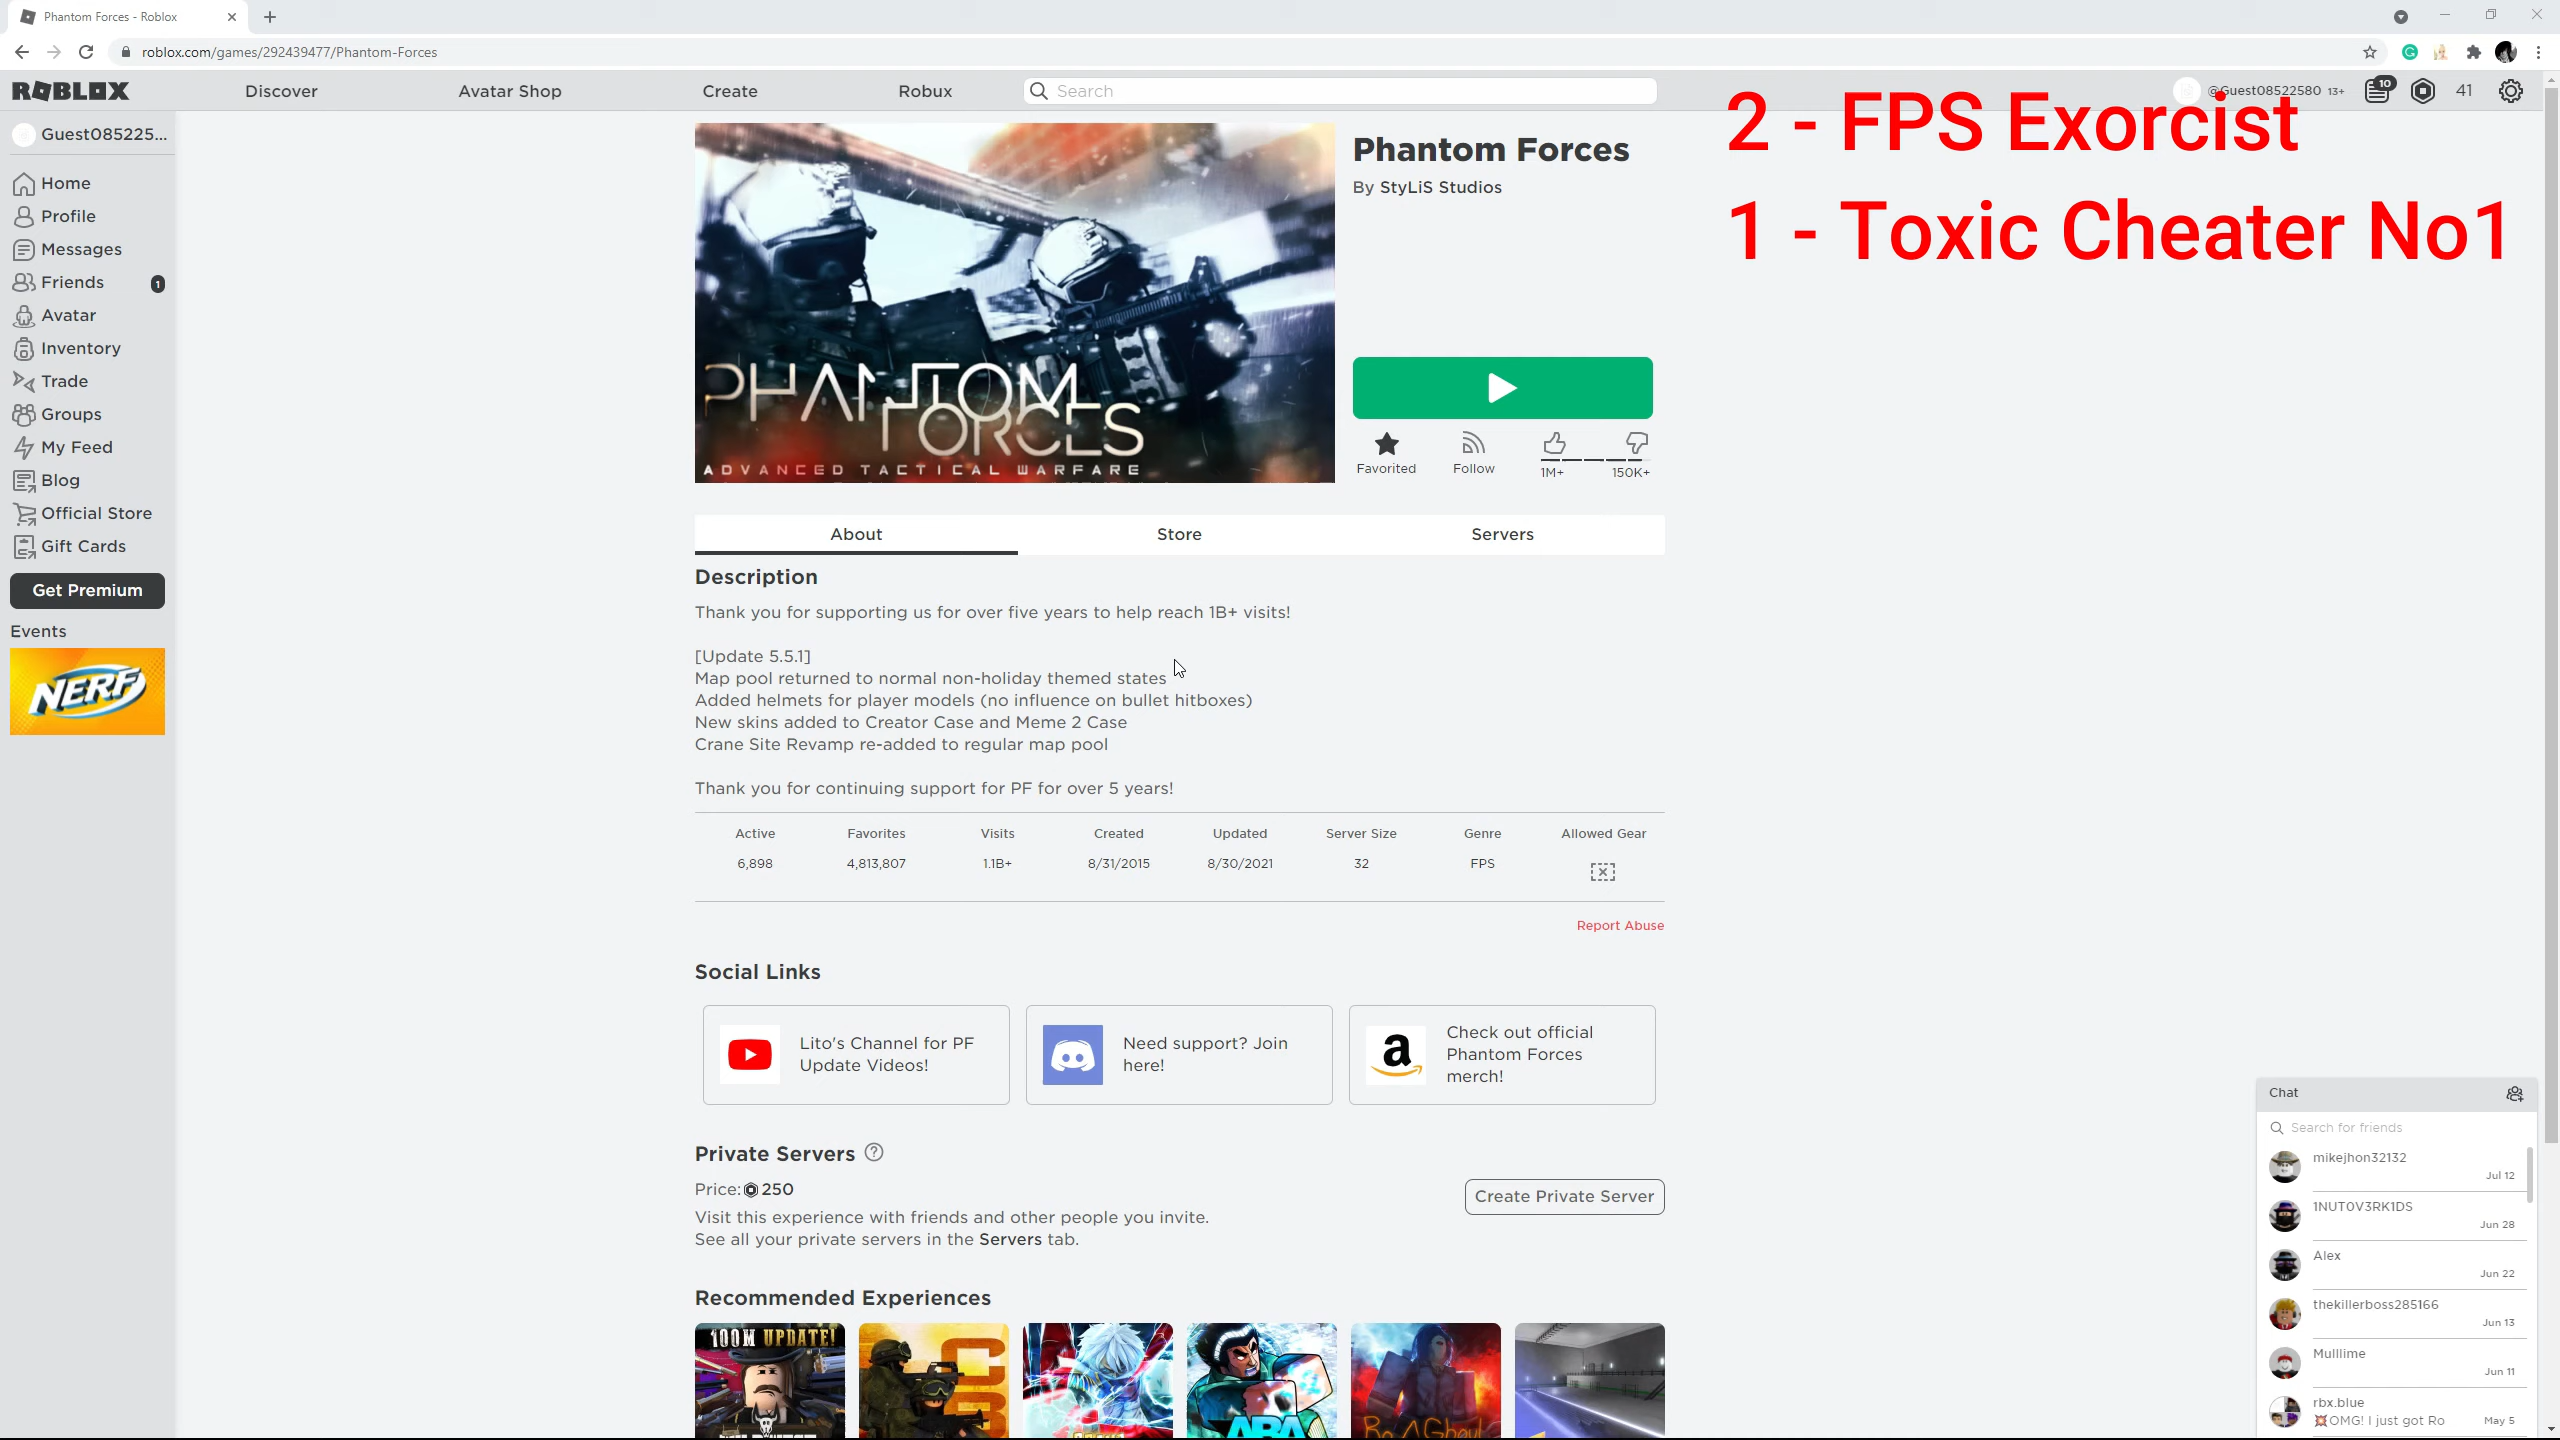 Phantom Forces - Roblox
roblox.com/games/292439477/Phantom-Forces
ROBLOX
Discover
Avatar Shop
Create
Robux
Search
@Guest08522580 13+
10
41
2 - FPS Exorcist
1 - Toxic Cheater No1
Guest085225...
Home
Profile
Messages
Friends
1
Avatar
Inventory
Trade
Groups
My Feed
Blog
Official Store
Gift Cards
Get Premium
Events
NERF
PHANTOM
FORCES
ADVANCED TACTICAL WARFARE
Phantom Forces
By StyLiS Studios
Favorited
Follow
1M+
150K+
About
Store
Servers
Description
Thank you for supporting us for over five years to help reach 1B+ visits!
[Update 5.5.1]
Map pool returned to normal non-holiday themed states
Added helmets for player models (no influence on bullet hitboxes)
New skins added to Creator Case and Meme 2 Case
Crane Site Revamp re-added to regular map pool
Thank you for continuing support for PF for over 5 years!
Active Favorites Visits Created Updated Server Size Genre Allowed Gear
6,898 4,813,807 1.1B+ 8/31/2015 8/30/2021 32 FPS
Report Abuse
Social Links
Lito's Channel for PF
Update Videos!
Need support? Join
here!
Check out official
Phantom Forces
merch!
Private Servers
Price: 250
Create Private Server
Visit this experience with friends and other people you invite.
See all your private servers in the Servers tab.
Recommended Experiences
100M UPDATE!
ABA
Ro Ghoul
Chat
Search for friends
mikejhon32132
Jul 12
1NUT0V3RK1DS
Jun 28
Alex
Jun 22
thekillerboss285166
Jun 13
Mulllime
Jun 11
rbx.blue
💥OMG! I just got Ro
May 5